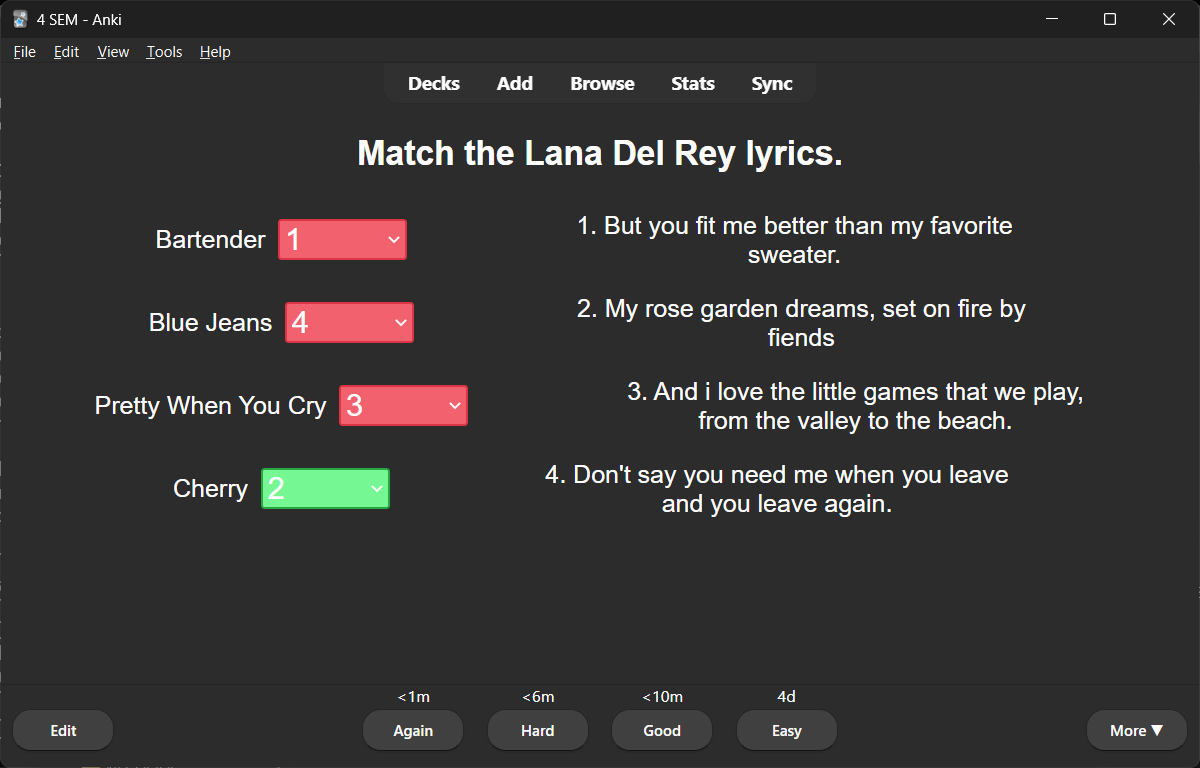 4 SEM - Anki
File Edit View Tools Help
Decks Add Browse Stats Sync
Match the Lana Del Rey lyrics.
Bartender 1
1. But you fit me better than my favorite
sweater.
Blue Jeans 4
2. My rose garden dreams, set on fire by
fiends
Pretty When You Cry 3
3. And i love the little games that we play,
from the valley to the beach.
Cherry 2
4. Don't say you need me when you leave
and you leave again.
<1m <6m <10m 4d
Edit Again Hard Good Easy More ▼